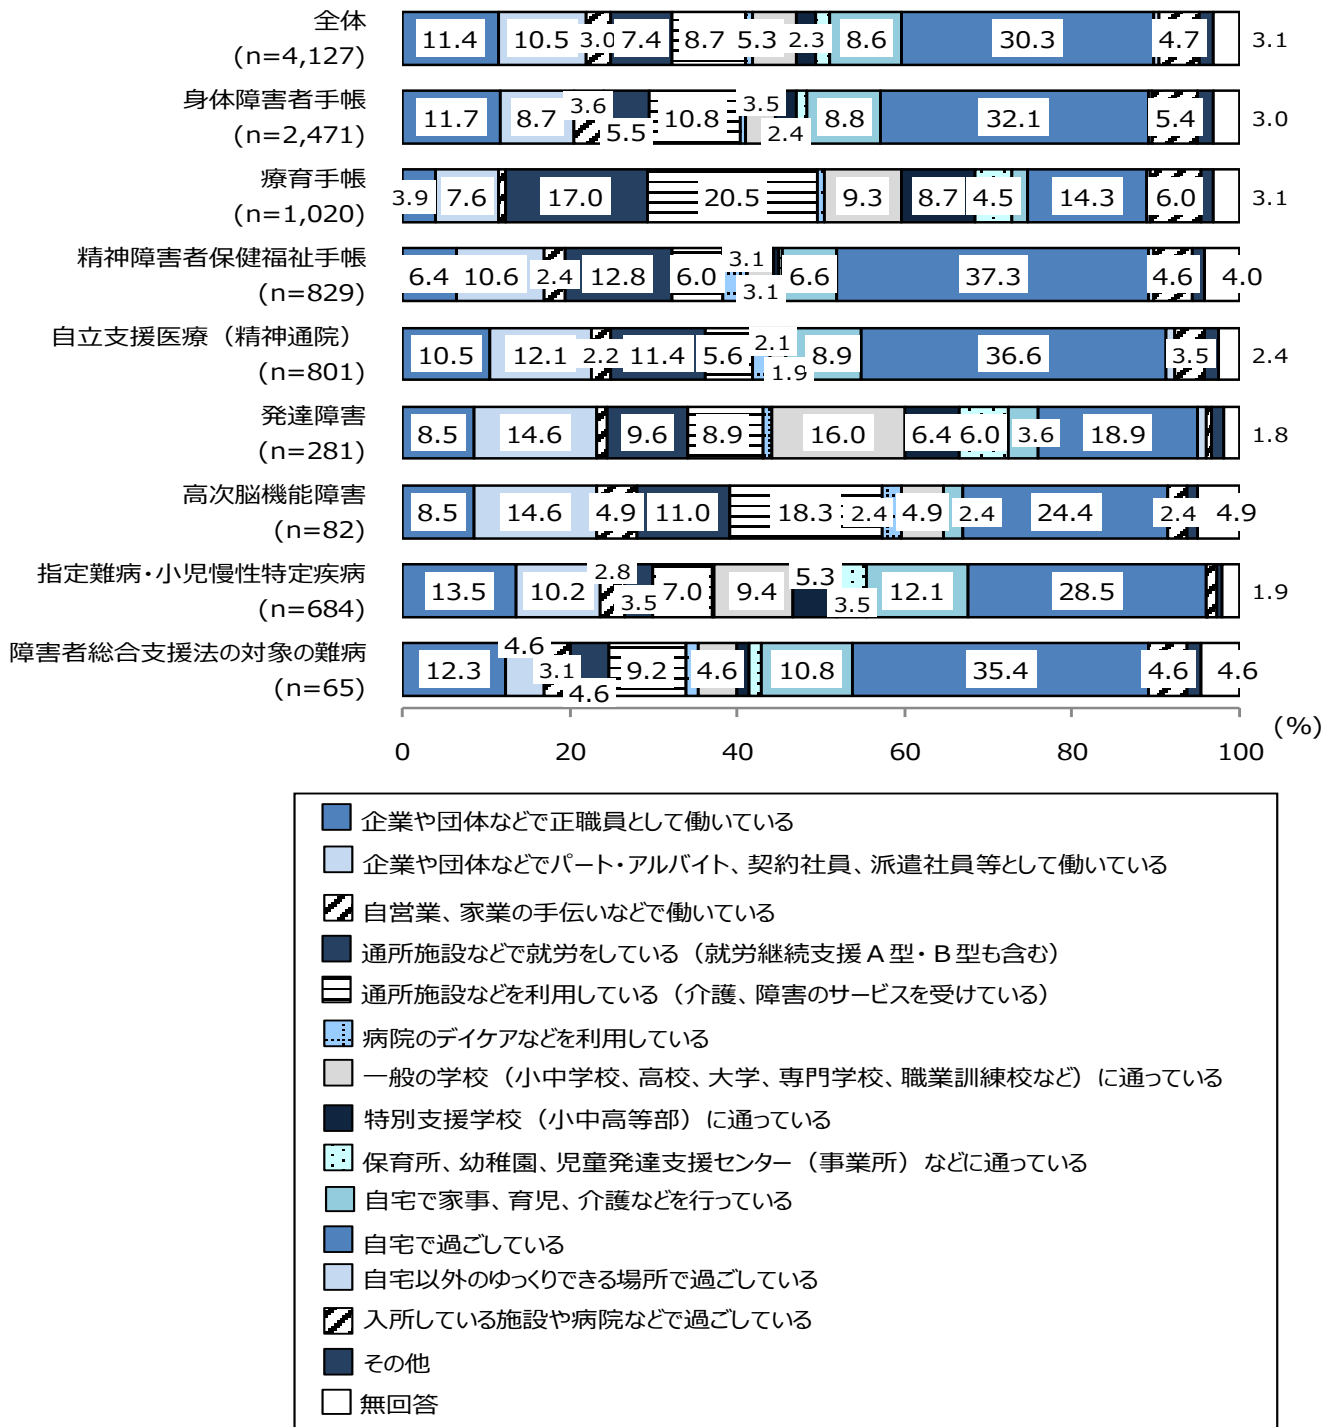 全体
(n=4,127)
11.4 10.5 3.0 7.4 8.7 5.3 2.3 8.6 30.3 4.7 3.1
身体障害者手帳
(n=2,471)
11.7 8.7 3.6 5.5 10.8 3.5 2.4 8.8 32.1 5.4 3.0
療育手帳
(n=1,020)
3.9 7.6 17.0 20.5 9.3 8.7 4.5 14.3 6.0 3.1
精神障害者保健福祉手帳
(n=829)
6.4 10.6 2.4 12.8 6.0 3.1 3.1 6.6 37.3 4.6 4.0
自立支援医療（精神通院）
(n=801)
10.5 12.1 2.2 11.4 5.6 2.1 1.9 8.9 36.6 3.5 2.4
発達障害
(n=281)
8.5 14.6 9.6 8.9 16.0 6.4 6.0 3.6 18.9 1.8
高次脳機能障害
(n=82)
8.5 14.6 4.9 11.0 18.3 2.4 4.9 2.4 24.4 2.4 4.9
指定難病・小児慢性特定疾病
(n=684)
13.5 10.2 2.8 3.5 7.0 9.4 5.3 3.5 12.1 28.5 1.9
障害者総合支援法の対象の難病
(n=65)
12.3 4.6 3.1 4.6 9.2 4.6 10.8 35.4 4.6 4.6
0 20 40 60 80 100
(%)
企業や団体などで正職員として働いている
企業や団体などでパート・アルバイト、契約社員、派遣社員等として働いている
自営業、家業の手伝いなどで働いている
通所施設などで就労をしている（就労継続支援Ａ型・Ｂ型も含む）
通所施設などを利用している（介護、障害のサービスを受けている）
病院のデイケアなどを利用している
一般の学校（小中学校、高校、大学、専門学校、職業訓練校など）に通っている
特別支援学校（小中高等部）に通っている
保育所、幼稚園、児童発達支援センター（事業所）などに通っている
自宅で家事、育児、介護などを行っている
自宅で過ごしている
自宅以外のゆっくりできる場所で過ごしている
入所している施設や病院などで過ごしている
その他
無回答